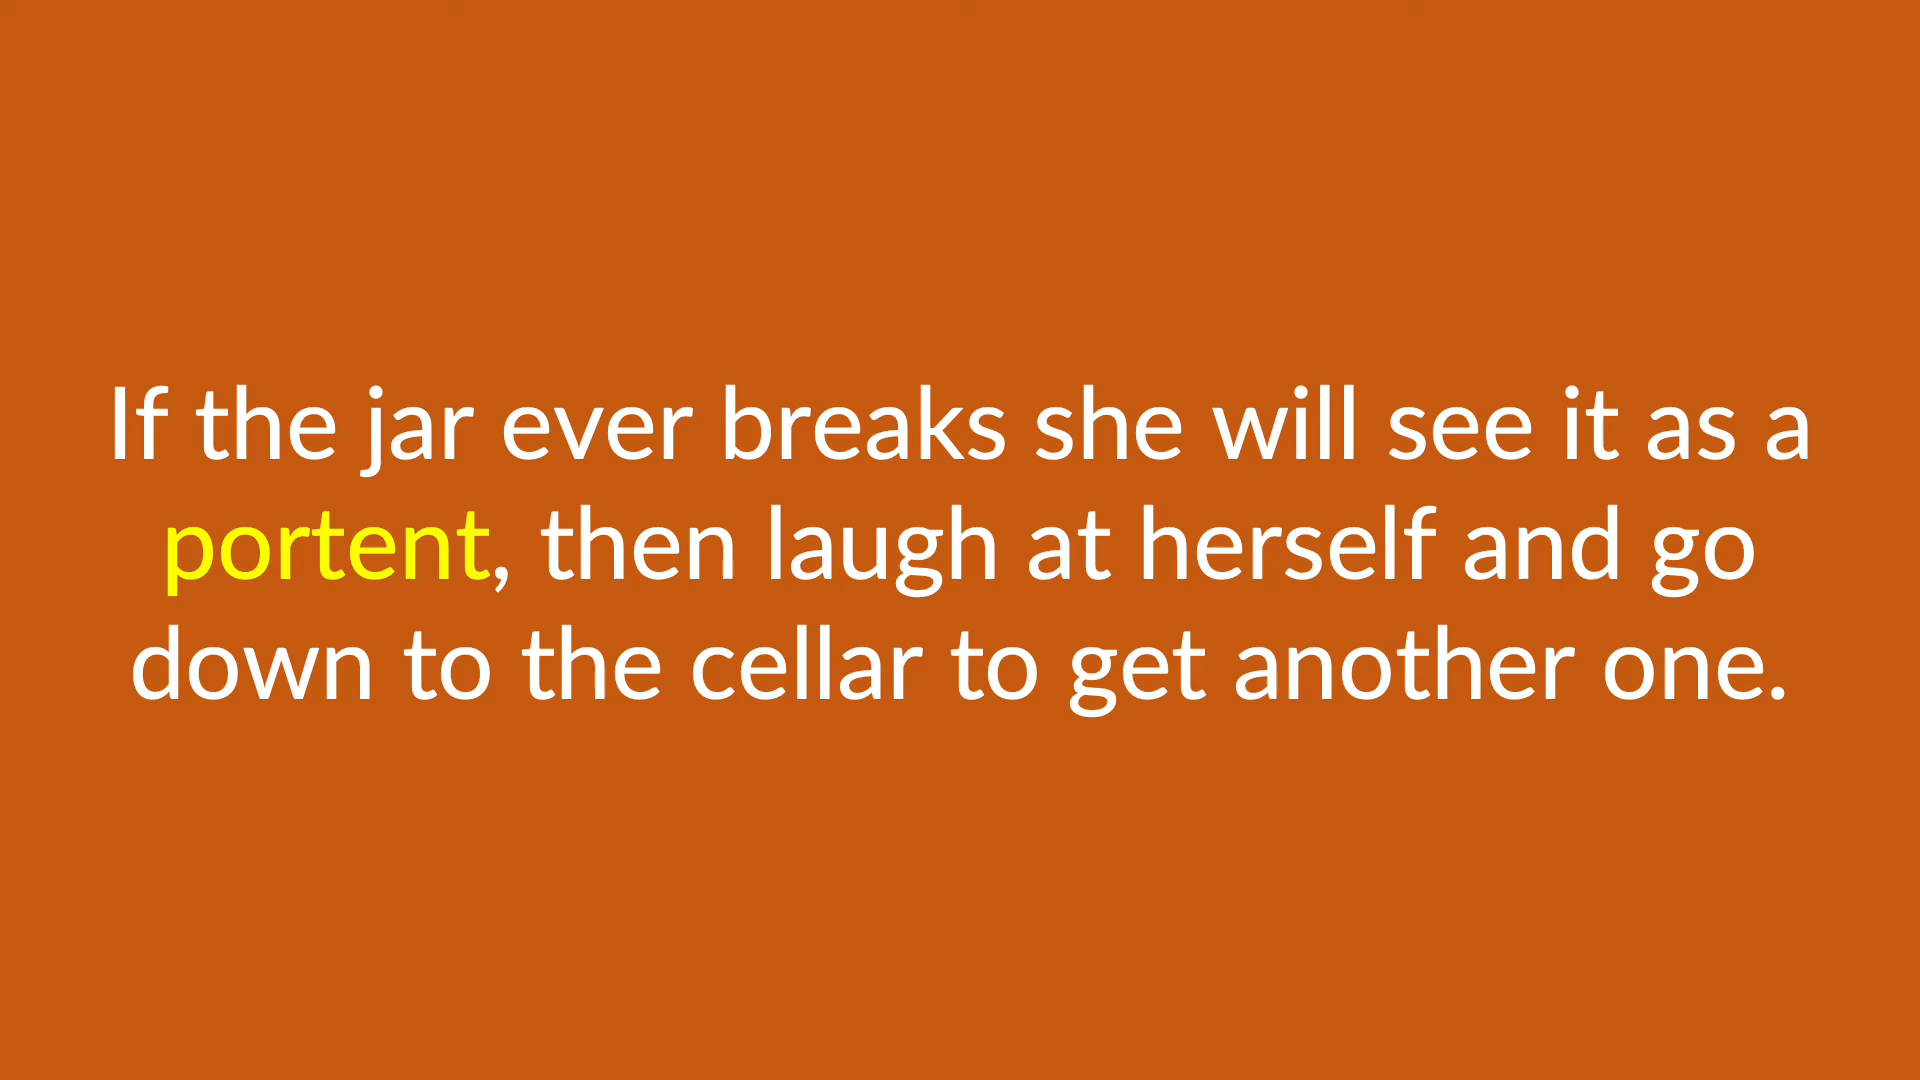 If the jar ever breaks she will see it as a
portent, then laugh at herself and go
down to the cellar to get another one.